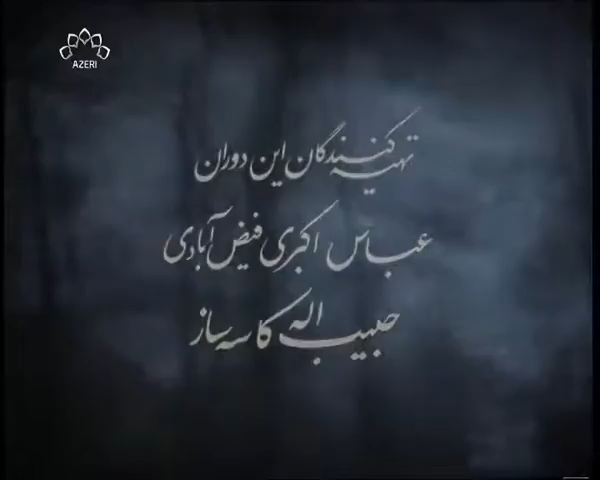 AZERI
تهیه کنندگان این دوران
عباس اکبری فیض آبادی
حبیب اله کاسه ساز